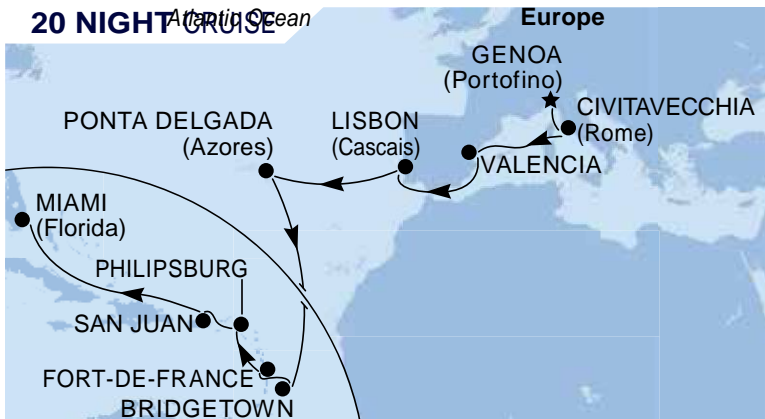 20 NIGHT CRUISE
Atlantic Ocean
Europe
GENOA
(Portofino)
CIVITAVECCHIA
(Rome)
PONTA DELGADA
(Azores)
LISBON
(Cascais)
VALENCIA
MIAMI
(Florida)
PHILIPSBURG
SAN JUAN
FORT-DE-FRANCE
BRIDGETOWN